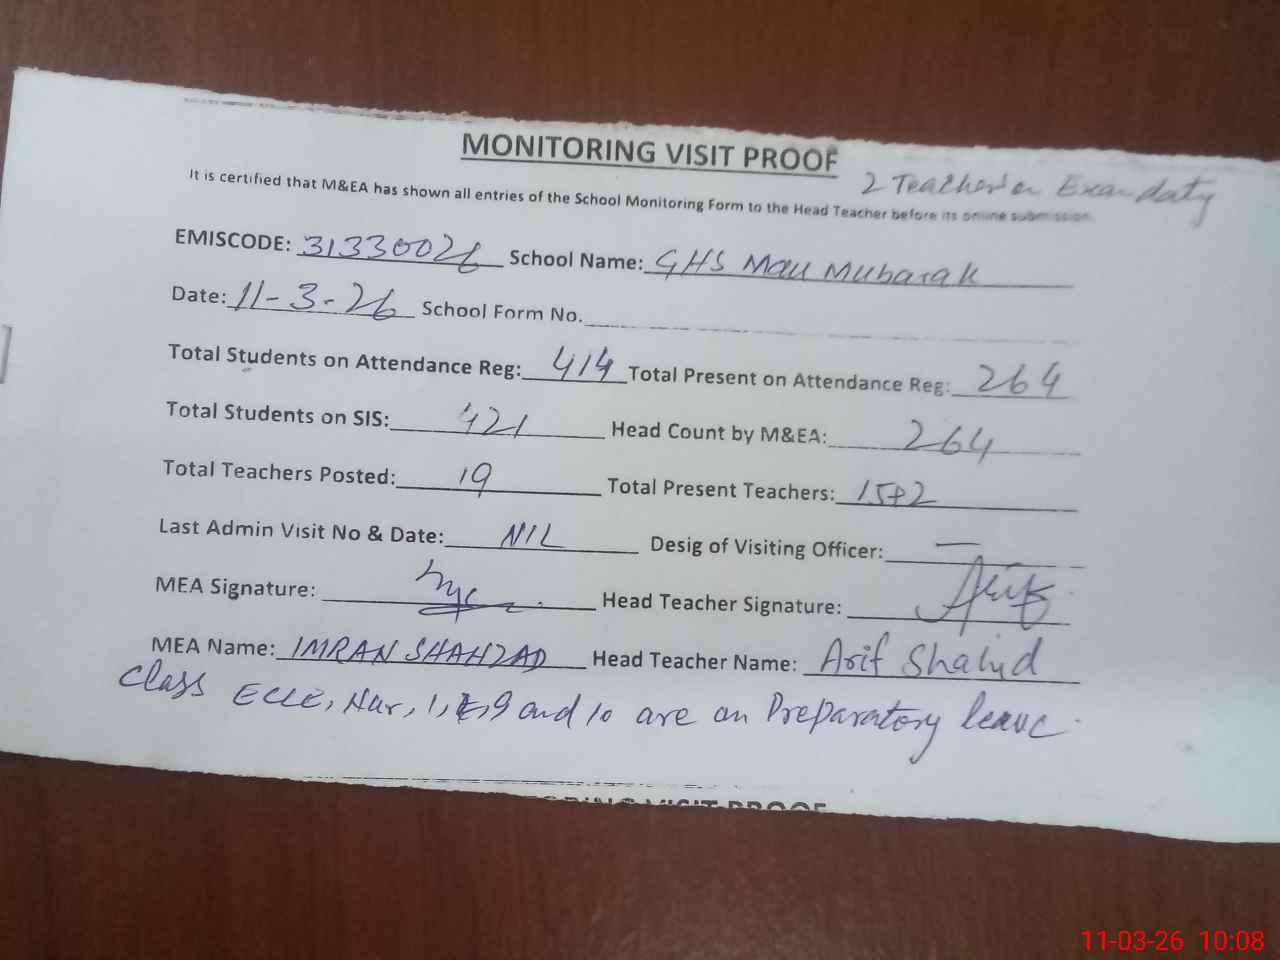 MONITORING VISIT PROOF
2 Teacher on Exam duty
It is certified that M&EA has shown all entries of the School Monitoring Form to the Head Teacher before its online submission.
EMISCODE: 31330026 School Name: GHS Mau Mubarak
Date: 11-3-26 School Form No.
Total Students on Attendance Reg: 414 Total Present on Attendance Reg: 264
Total Students on SIS: 421 Head Count by M&EA: 264
Total Teachers Posted: 19 Total Present Teachers: 15+2
Last Admin Visit No & Date: NIL Desig of Visiting Officer: —
MEA Signature: Head Teacher Signature:
MEA Name: IMRAN SHAHZAD Head Teacher Name: Arif Shahid
Class ECCE, Nur, 1, 9 and 10 are on Preparatory leave.
VISIT PROOF
11-03-26 10:08